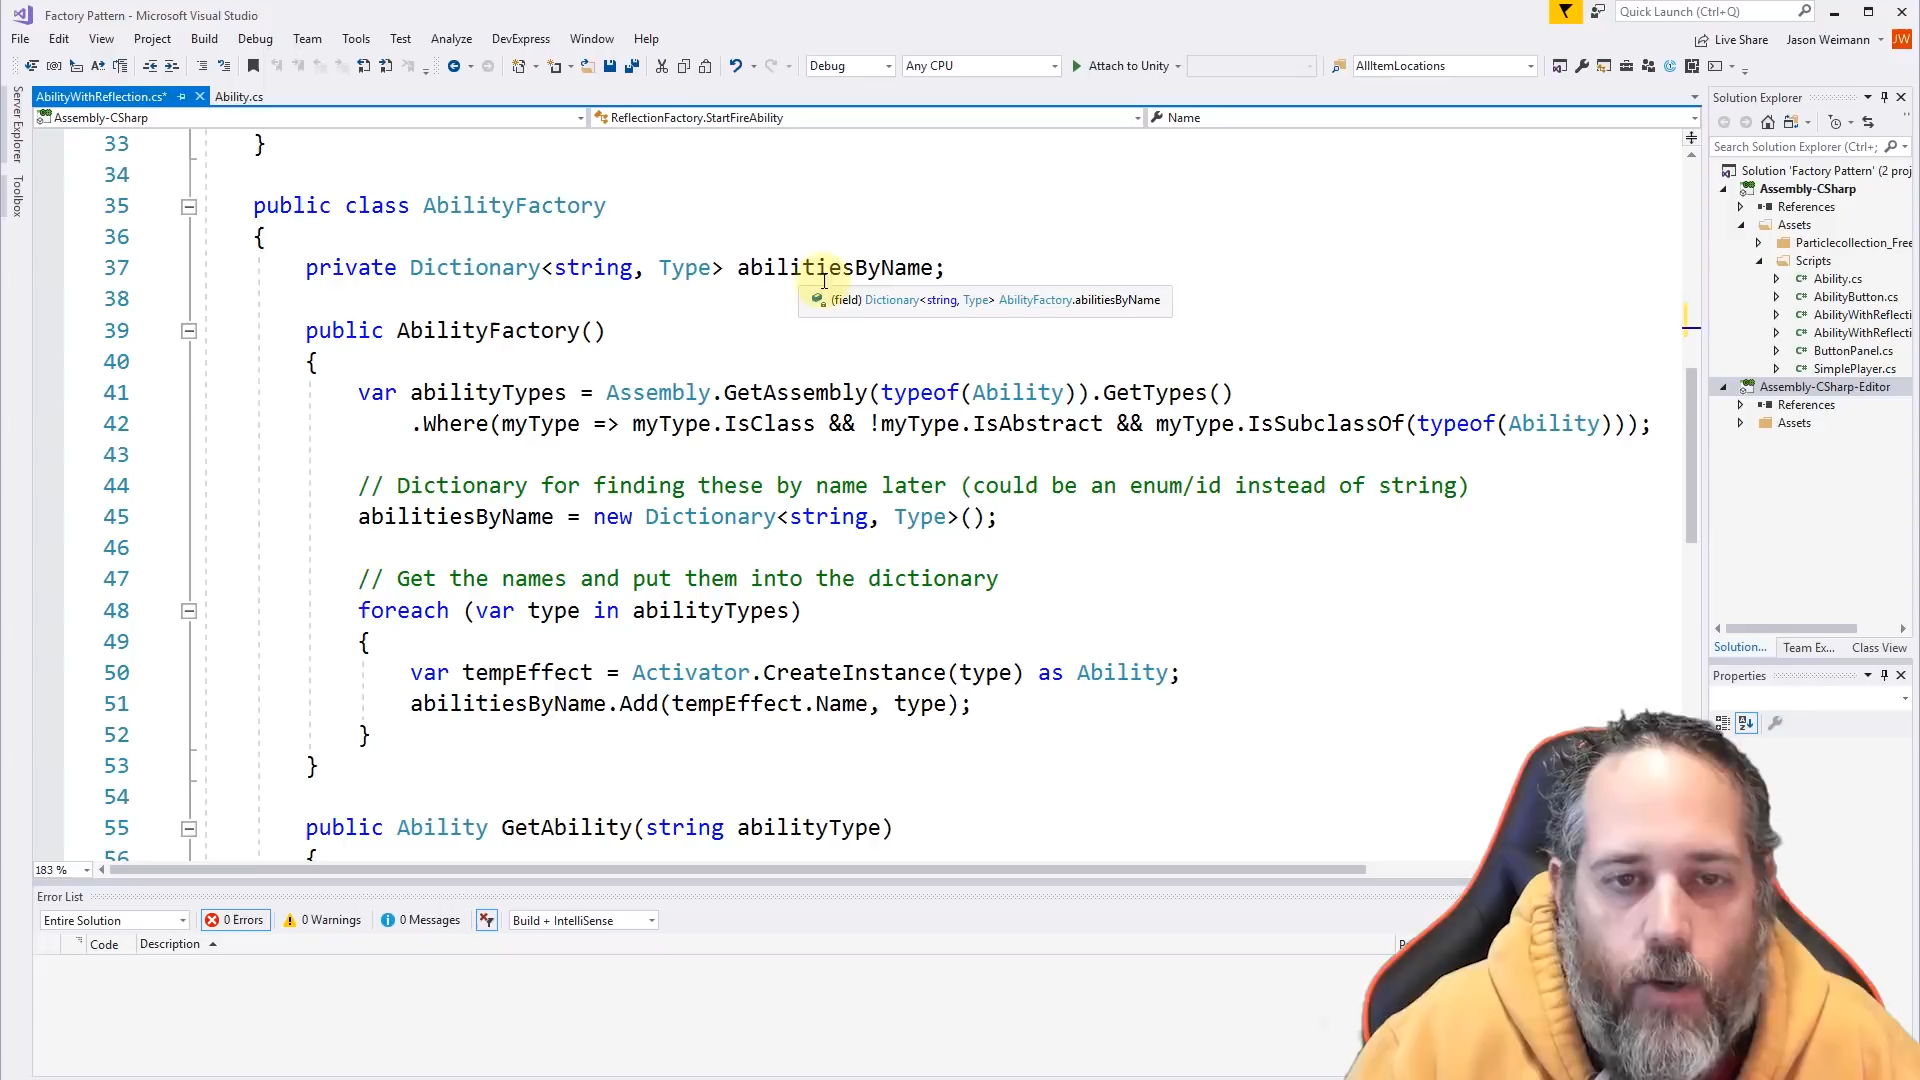 Factory Pattern - Microsoft Visual Studio
Quick Launch (Ctrl+Q)
File Edit View Project Build Debug Team Tools Test Analyze DevExpress Window Help
Live Share Jason Weimann JW
Debug Any CPU Attach to Unity AllItemLocations
AbilityWithReflection.cs* Ability.cs
Assembly-CSharp ReflectionFactory.StartFireAbility Name
Server Explorer
Toolbox
33 }
34
35 public class AbilityFactory
36 {
37 private Dictionary<string, Type> abilitiesByName;
(field) Dictionary<string, Type> AbilityFactory.abilitiesByName
38
39 public AbilityFactory()
40 {
41 var abilityTypes = Assembly.GetAssembly(typeof(Ability)).GetTypes()
42 .Where(myType => myType.IsClass && !myType.IsAbstract && myType.IsSubclassOf(typeof(Ability)));
43
44 // Dictionary for finding these by name later (could be an enum/id instead of string)
45 abilitiesByName = new Dictionary<string, Type>();
46
47 // Get the names and put them into the dictionary
48 foreach (var type in abilityTypes)
49 {
50 var tempEffect = Activator.CreateInstance(type) as Ability;
51 abilitiesByName.Add(tempEffect.Name, type);
52 }
53 }
54
55 public Ability GetAbility(string abilityType)
56 {
183 %
Error List
Entire Solution 0 Errors 0 Warnings 0 Messages Build + IntelliSense
Code Description
Solution Explorer
Search Solution Explorer (Ctrl+;
Solution 'Factory Pattern' (2 proj
Assembly-CSharp
References
Assets
Particlecollection_Free
Scripts
C# Ability.cs
C# AbilityButton.cs
C# AbilityWithReflecti
C# AbilityWithReflecti
C# ButtonPanel.cs
C# SimplePlayer.cs
Assembly-CSharp-Editor
References
Assets
Solution... Team Ex... Class View
Properties